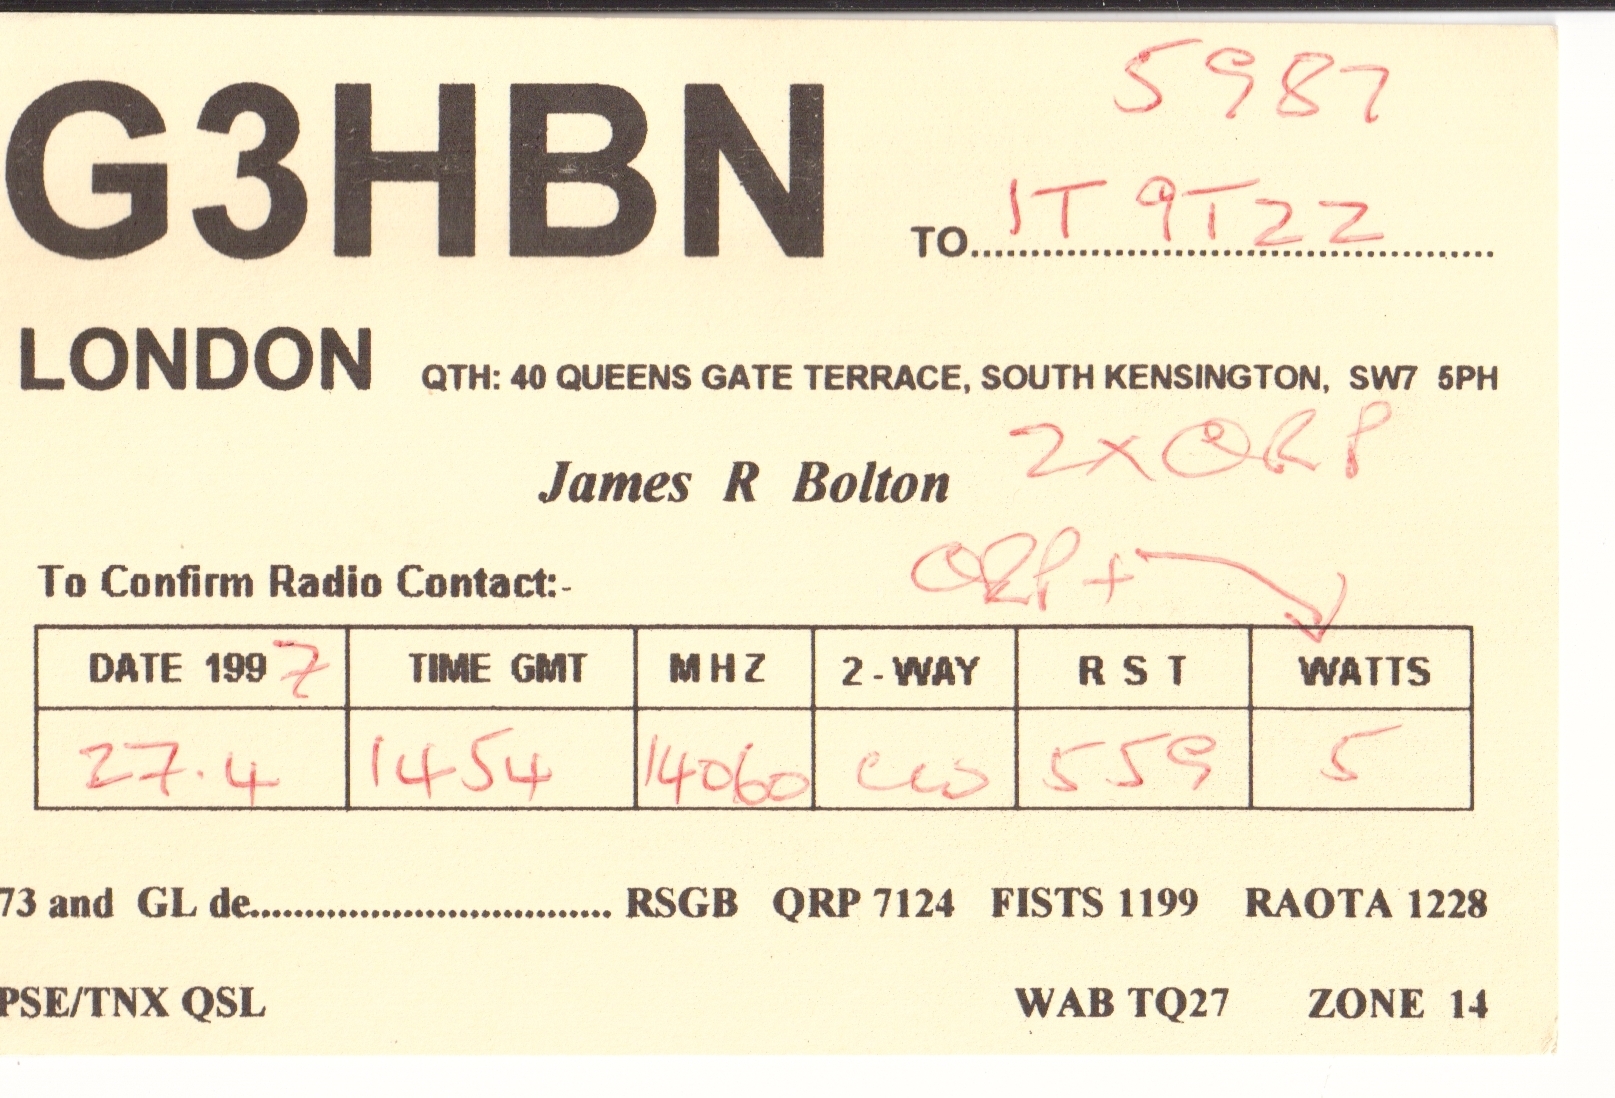 G3HBN
5987
TO........ IT9TZZ
LONDON QTH: 40 QUEENS GATE TERRACE, SOUTH KENSINGTON, SW7 5PH
James R Bolton 2xQRP
QRP +
To Confirm Radio Contact:-
DATE 1997 TIME GMT MHZ 2-WAY RST WATTS
27.4 1454 14060 CW 559 5
73 and GL de................................. RSGB QRP 7124 FISTS 1199 RAOTA 1228
PSE/TNX QSL WAB TQ27 ZONE 14